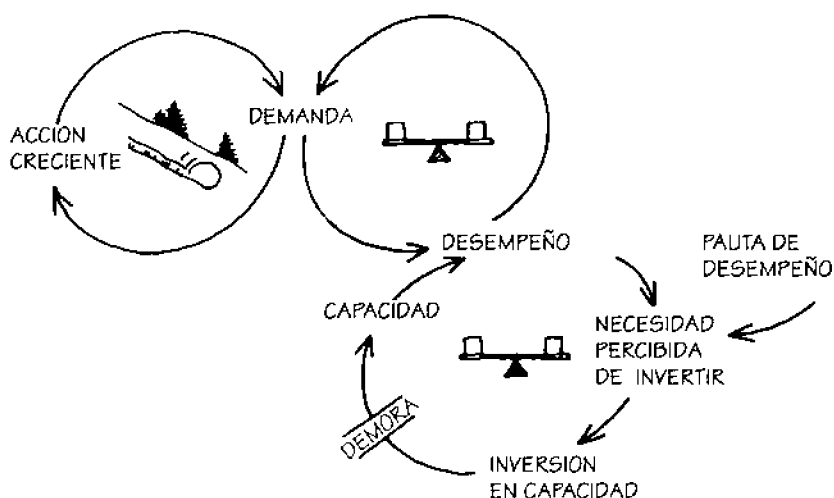 ACCION
CRECIENTE
DEMANDA
DESEMPEÑO
PAUTA DE
DESEMPEÑO
CAPACIDAD
NECESIDAD
PERCIBIDA
DE INVERTIR
DEMORA
INVERSION
EN CAPACIDAD